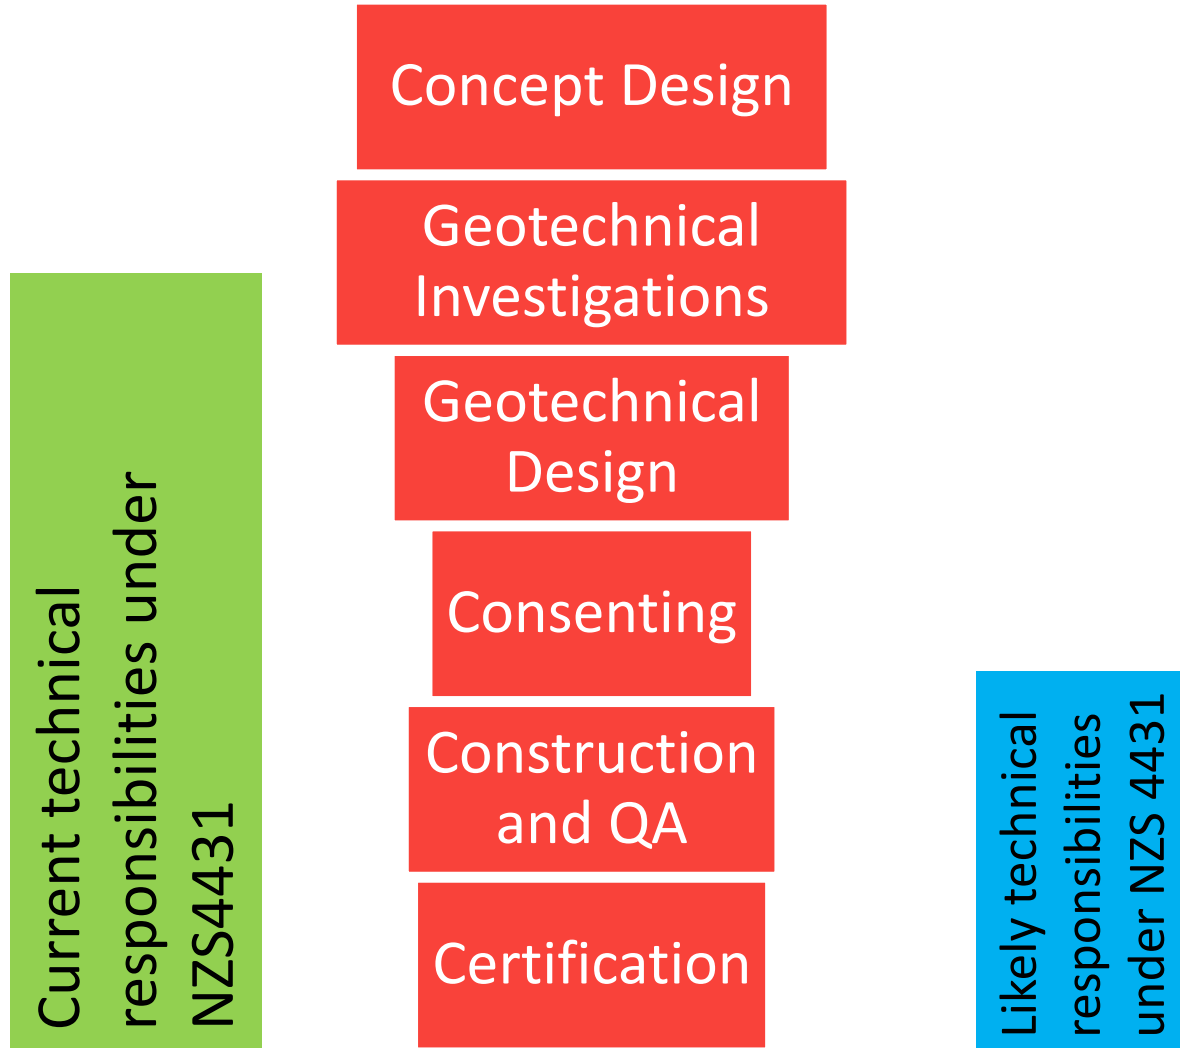 Concept Design
Geotechnical
Investigations
Geotechnical
Design
Consenting
Construction
and QA
Certification
Current technical
responsibilities under
NZS4431
Likely technical
responsibilities
under NZS 4431